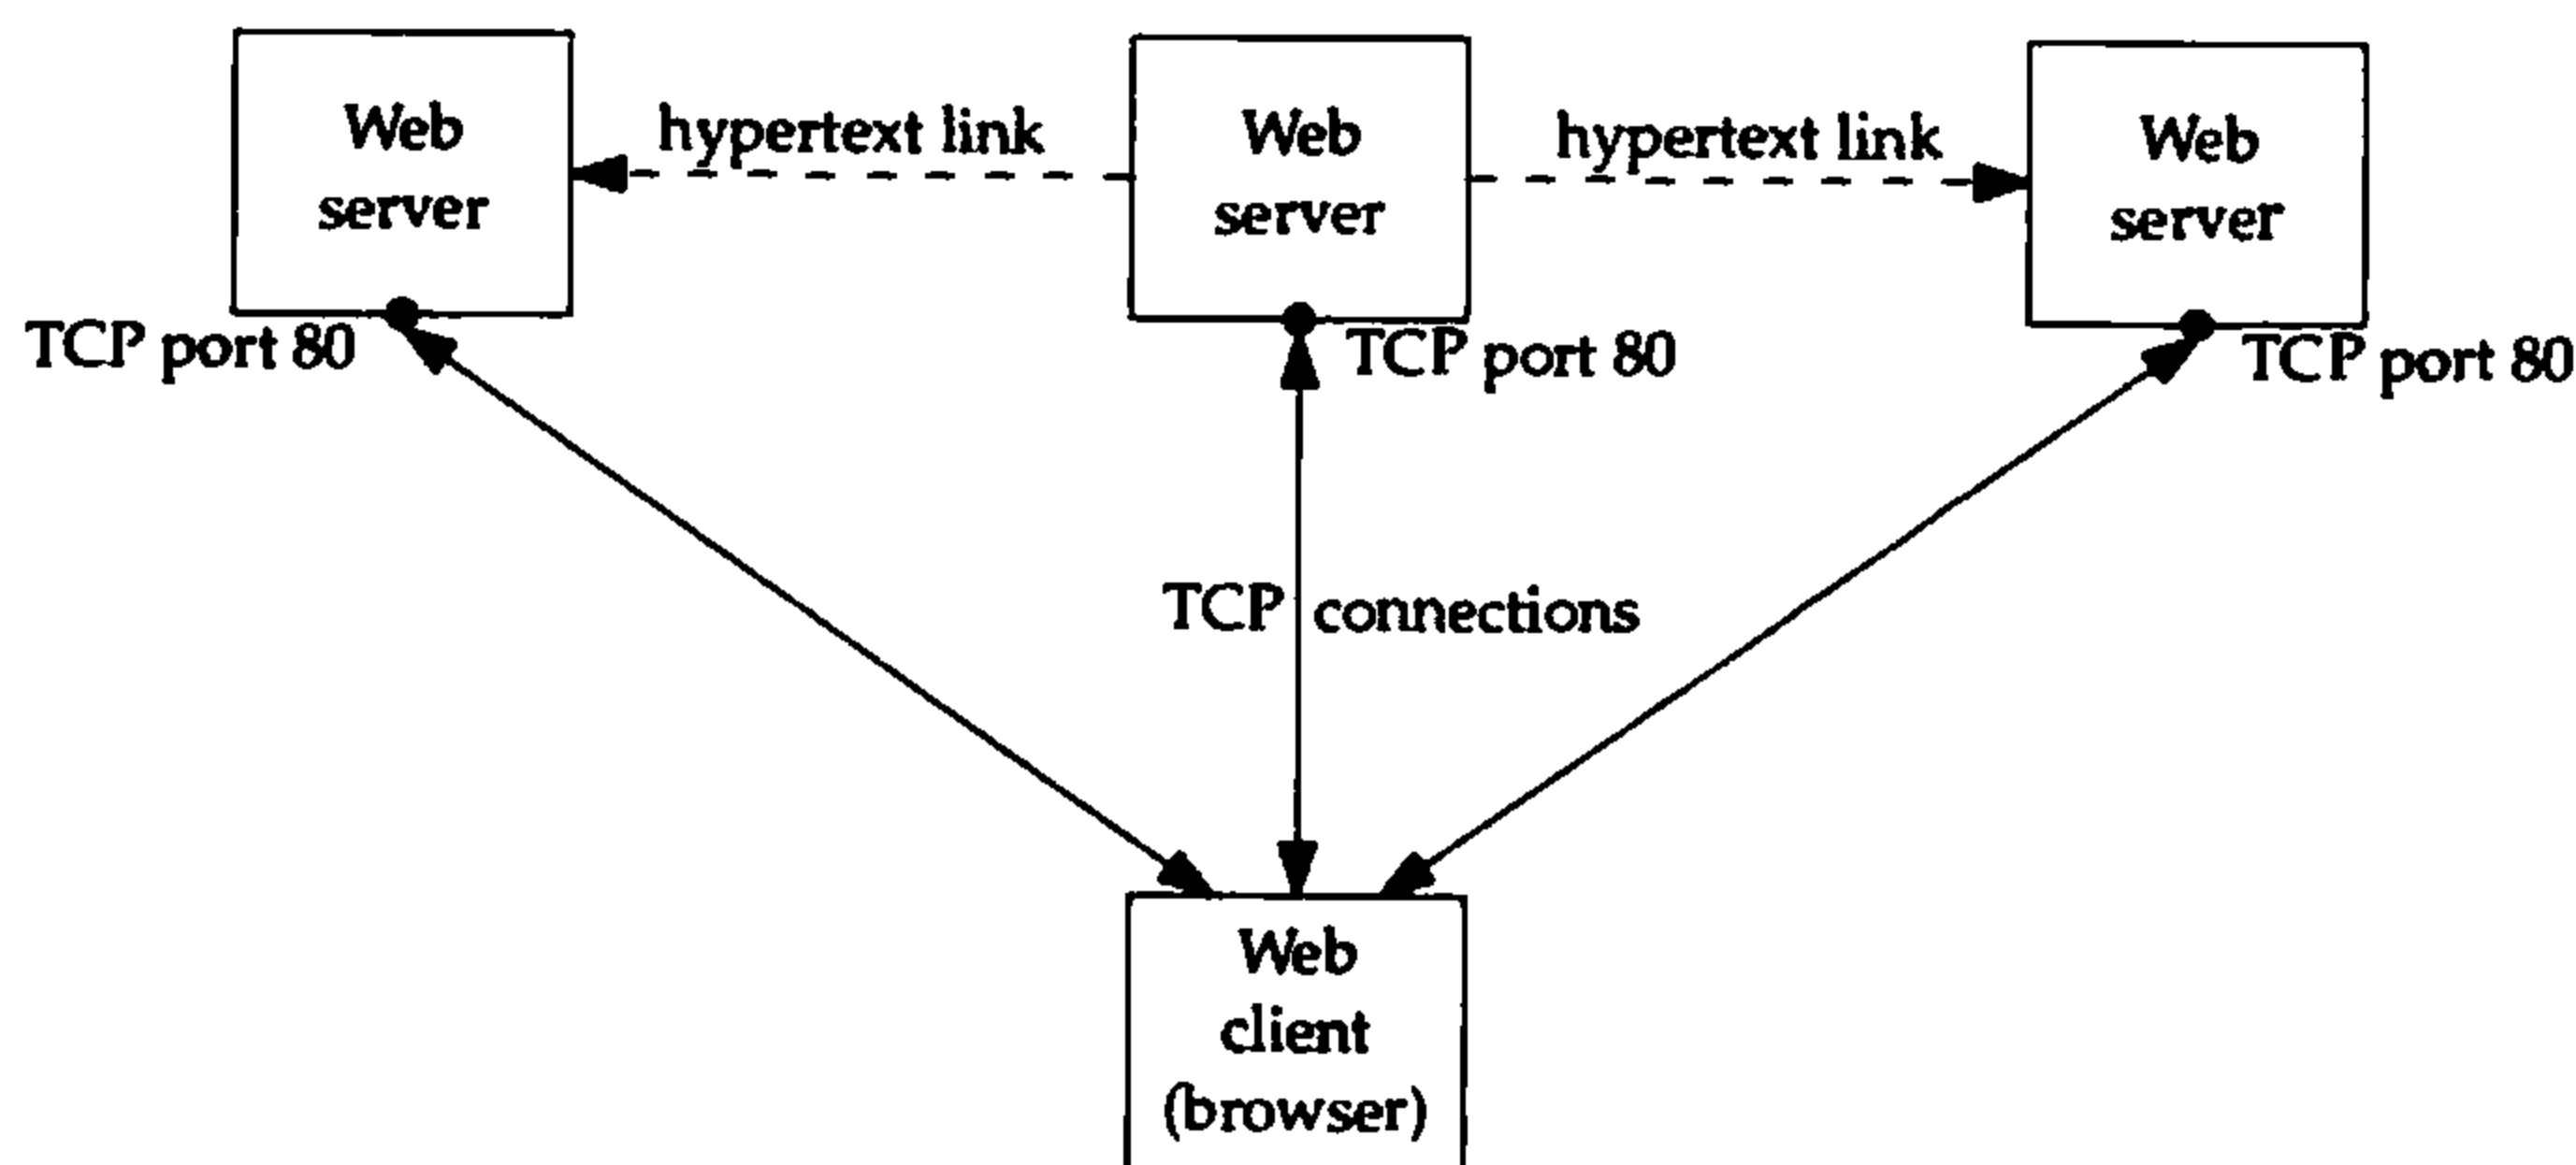 Web
server
hypertext link
Web
server
hypertext link
Web
server
TCP port 80
TCP port 80
TCP port 80
TCP connections
Web
client
(browser)